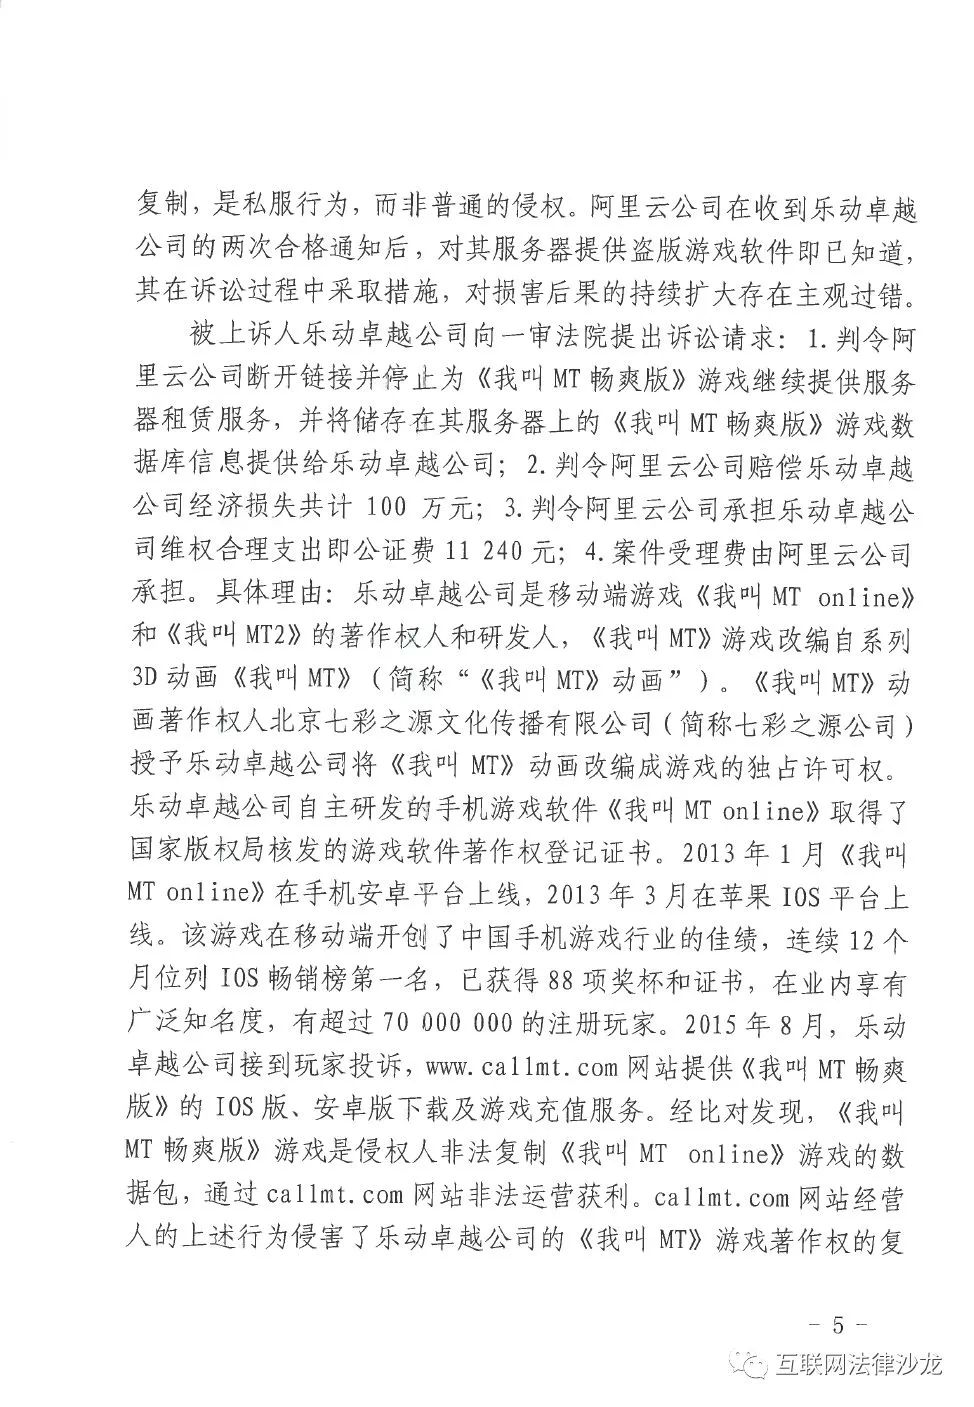 复制，是私服行为，而非普通的侵权。阿里云公司在收到乐动卓越
公司的两次合格通知后，对其服务器提供盗版游戏软件即已知道，
其在诉讼过程中采取措施，对损害后果的持续扩大存在主观过错。
被上诉人乐动卓越公司向一审法院提出诉讼请求：1.判令阿
里云公司断开链接并停止为《我叫MT畅爽版》游戏继续提供服务
器租赁服务，并将储存在其服务器上的《我叫MT畅爽版》游戏数
据库信息提供给乐动卓越公司；2.判令阿里云公司赔偿乐动卓越
公司经济损失共计 100 万元；3.判令阿里云公司承担乐动卓越公
司维权合理支出即公证费 11 240 元；4.案件受理费由阿里云公司
承担。具体理由：乐动卓越公司是移动端游戏《我叫MT online》
和《我叫MT2》的著作权人和研发人，《我叫MT》游戏改编自系列
3D动画《我叫MT》（简称“《我叫MT》动画”）。《我叫MT》动
画著作权人北京七彩之源文化传播有限公司（简称七彩之源公司）
授予乐动卓越公司将《我叫 MT》动画改编成游戏的独占许可权。
乐动卓越公司自主研发的手机游戏软件《我叫MT online》取得了
国家版权局核发的游戏软件著作权登记证书。2013年1月《我叫
MT online》在手机安卓平台上线，2013年3月在苹果IOS平台上
线。该游戏在移动端开创了中国手机游戏行业的佳绩，连续12个
月位列 IOS 畅销榜第一名，已获得 88 项奖杯和证书，在业内享有
广泛知名度，有超过 70 000 000 的注册玩家。2015年8月，乐动
卓越公司接到玩家投诉，www.callmt.com网站提供《我叫MT畅爽
版》的 IOS 版、安卓版下载及游戏充值服务。经比对发现，《我叫
MT畅爽版》游戏是侵权人非法复制《我叫MT online》游戏的数
据包，通过callmt.com网站非法运营获利。callmt.com网站经营
人的上述行为侵害了乐动卓越公司的《我叫 MT》游戏著作权的复
- 5 -
互联网法律沙龙